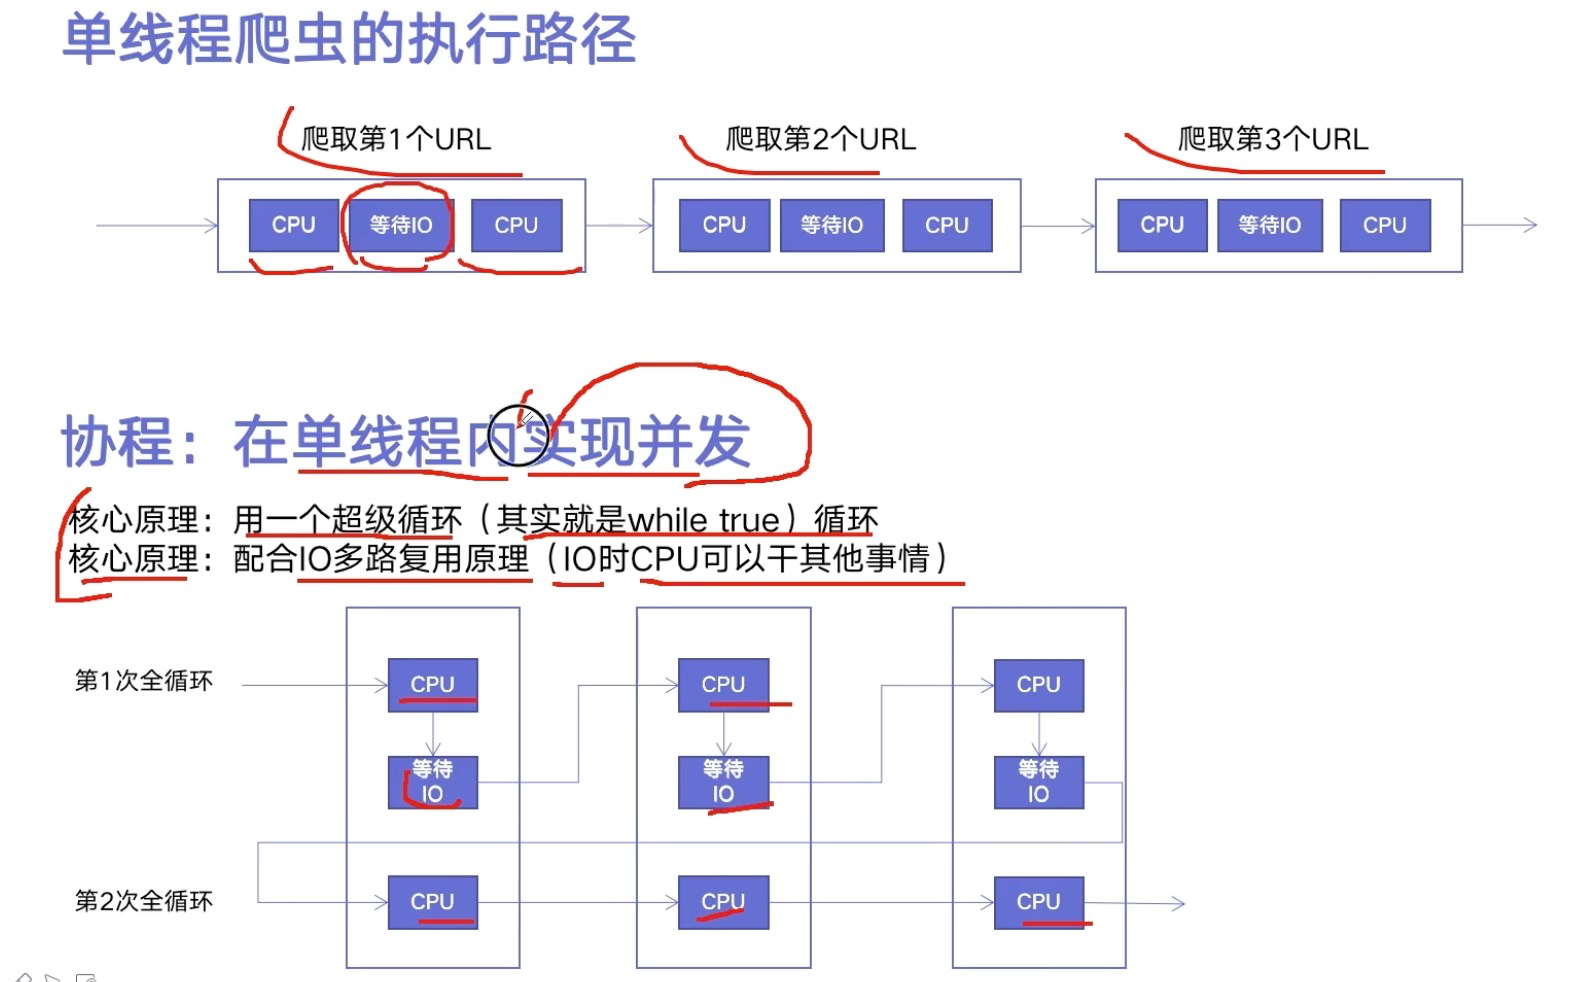 单线程爬虫的执行路径
爬取第1个URL 爬取第2个URL 爬取第3个URL
CPU 等待IO CPU CPU 等待IO CPU CPU 等待IO CPU
协程：在单线程内实现并发
核心原理：用一个超级循环（其实就是while true）循环
核心原理：配合IO多路复用原理（IO时CPU可以干其他事情）
第1次全循环 CPU CPU CPU
等待 等待 等待
IO IO IO
第2次全循环 CPU CPU CPU